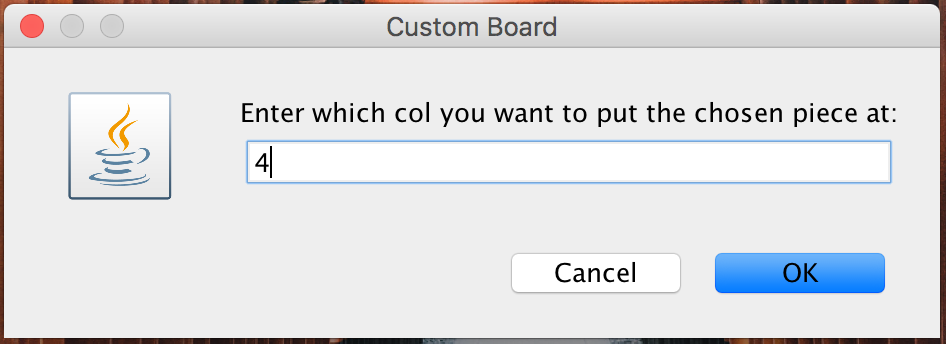 Custom Board
Enter which col you want to put the chosen piece at:
4
Cancel
OK